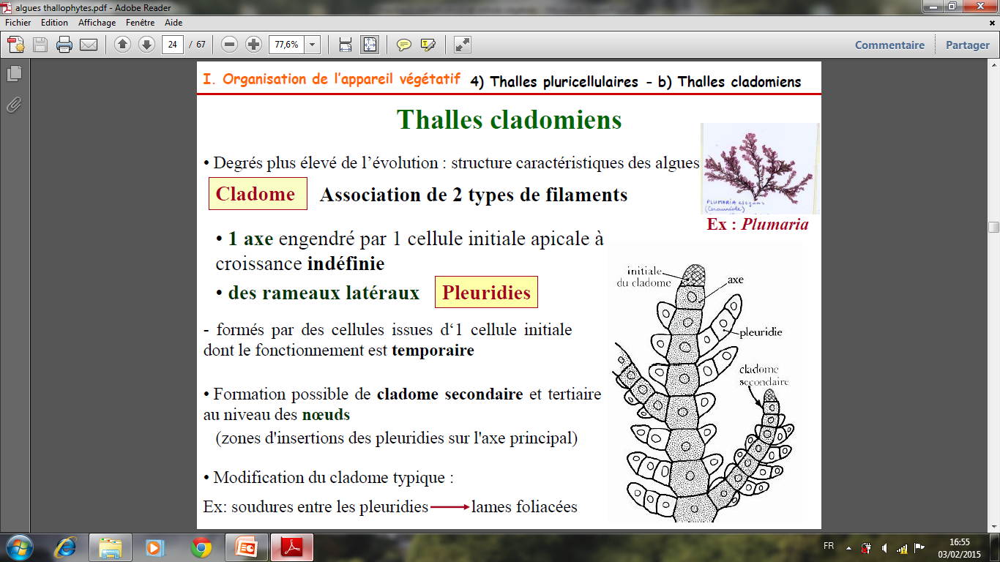 algues thallophytes.pdf - Adobe Reader
Fichier Edition Affichage Fenêtre Aide
24 / 67 77,6% Commentaire Partager
I. Organisation de l'appareil végétatif 4) Thalles pluricellulaires - b) Thalles cladomiens
Thalles cladomiens
• Degrés plus élevé de l'évolution : structure caractéristiques des algues
Cladome Association de 2 types de filaments
PLUMARIA elegans
Ex : Plumaria
• 1 axe engendré par 1 cellule initiale apicale à
croissance indéfinie
• des rameaux latéraux Pleuridies
- formés par des cellules issues d‘1 cellule initiale
dont le fonctionnement est temporaire
• Formation possible de cladome secondaire et tertiaire
au niveau des nœuds
(zones d'insertions des pleuridies sur l'axe principal)
• Modification du cladome typique :
Ex: soudures entre les pleuridies lames foliacées
initiale
du cladome
axe
pleuridie
cladome
secondaire
FR
16:55
03/02/2015